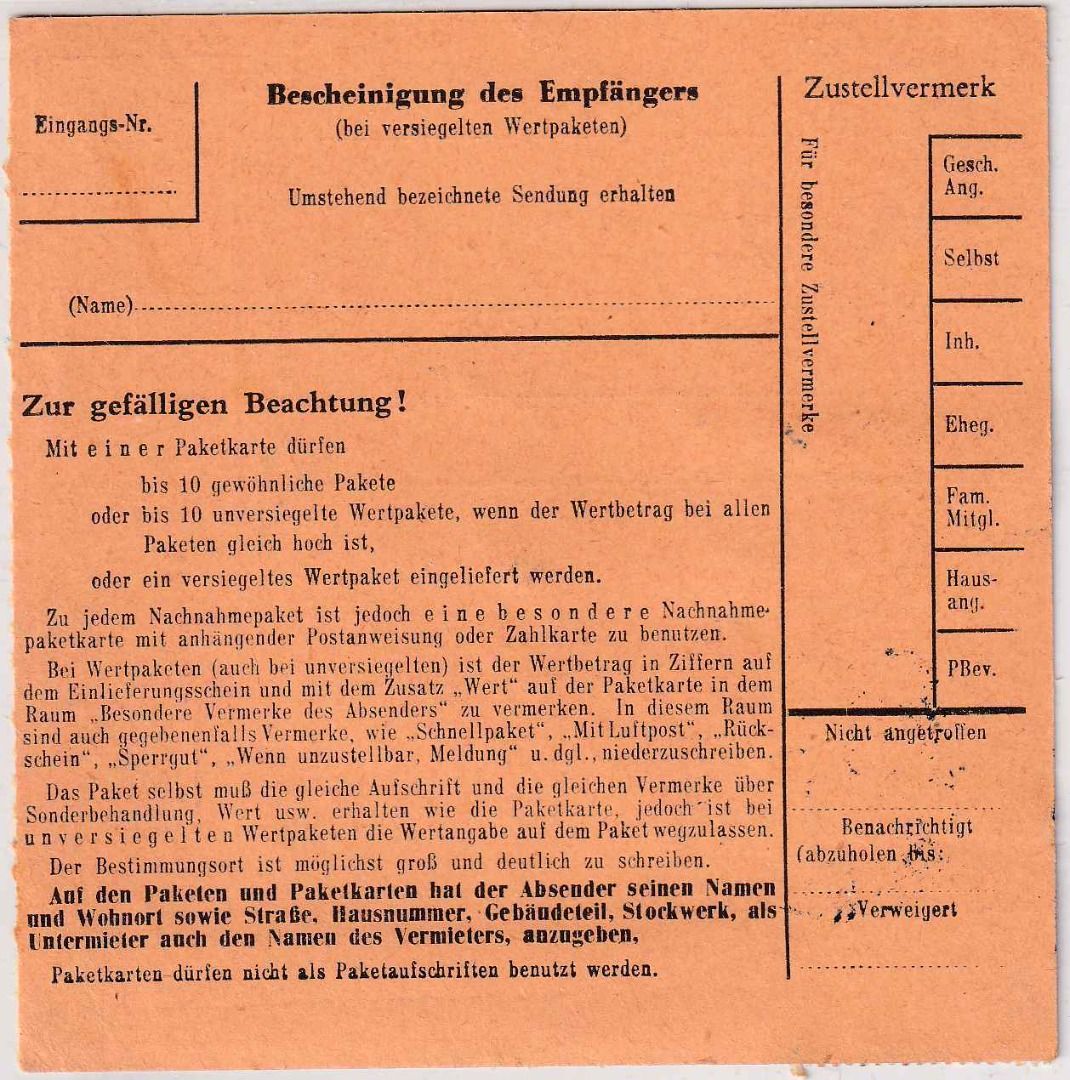 Eingangs-Nr.
Bescheinigung des Empfängers
(bei versiegelten Wertpaketen)
Umstehend bezeichnete Sendung erhalten
(Name)
Zur gefälligen Beachtung!
Mit einer Paketkarte dürfen
bis 10 gewöhnliche Pakete
oder bis 10 unversiegelte Wertpakete, wenn der Wertbetrag bei allen
Paketen gleich hoch ist,
oder ein versiegeltes Wertpaket eingeliefert werden.
Zu jedem Nachnahmepaket ist jedoch eine besondere Nachnahme-
paketkarte mit anhängender Postanweisung oder Zahlkarte zu benutzen.
Bei Wertpaketen (auch bei unversiegelten) ist der Wertbetrag in Ziffern auf
dem Einlieferungsschein und mit dem Zusatz „Wert“ auf der Paketkarte in dem
Raum „Besondere Vermerke des Absenders“ zu vermerken. In diesem Raum
sind auch gegebenenfalls Vermerke, wie „Schnellpaket“, „Mit Luftpost“, „Rück-
schein“, „Sperrgut“, „Wenn unzustellbar, Meldung“ u. dgl., niederzuschreiben.
Das Paket selbst muß die gleiche Aufschrift und die gleichen Vermerke über
Sonderbehandlung, Wert usw. erhalten wie die Paketkarte, jedoch ist bei
unversiegelten Wertpaketen die Wertangabe auf dem Paket wegzulassen.
Der Bestimmungsort ist möglichst groß und deutlich zu schreiben.
Auf den Paketen und Paketkarten hat der Absender seinen Namen
und Wohnort sowie Straße, Hausnummer, Gebäudeteil, Stockwerk, als
Untermieter auch den Namen des Vermieters, anzugeben.
Paketkarten dürfen nicht als Paketaufschriften benutzt werden.
Zustellvermerk
Für besondere Zustellvermerke
Gesch.
Ang.
Selbst
Inh.
Eheg.
Fam.
Mitgl.
Haus-
ang.
PBev.
Nicht angetroffen
Benachrichtigt
(abzuholen bis:
Verweigert